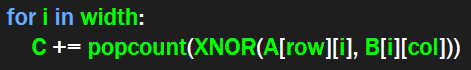 for i in width:
C += popcount(XNOR(A[row][i], B[i][col]))